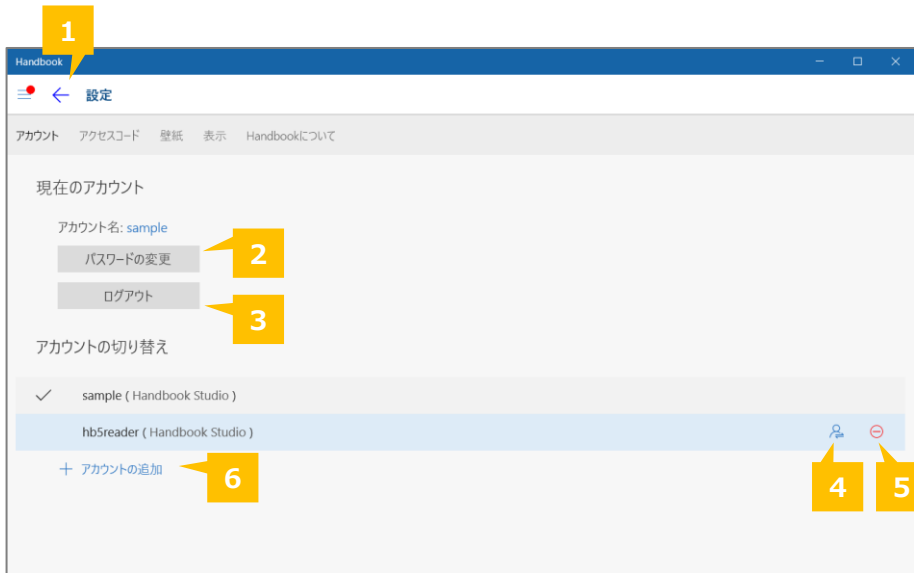 1
Handbook
設定
アカウント アクセスコード 壁紙 表示 Handbookについて
現在のアカウント
アカウント名: sample
パスワードの変更
2
ログアウト
3
アカウントの切り替え
sample ( Handbook Studio )
hb5reader ( Handbook Studio )
+ アカウントの追加
6
4
5